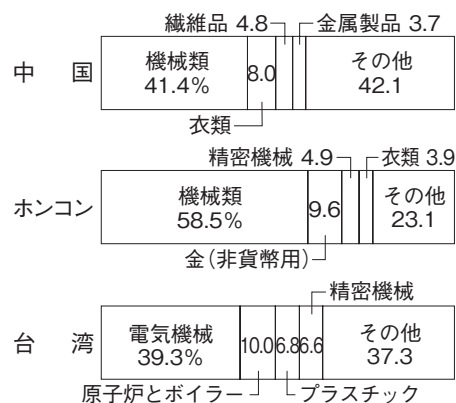 繊維品 4.8 金属製品 3.7
中国 機械類 41.4% 8.0 その他 42.1
衣類
精密機械 4.9 衣類 3.9
ホンコン 機械類 58.5% 9.6 その他 23.1
金(非貨幣用)
精密機械
台湾 電気機械 39.3% 10.0 6.8 6.6 その他 37.3
原子炉とボイラー プラスチック